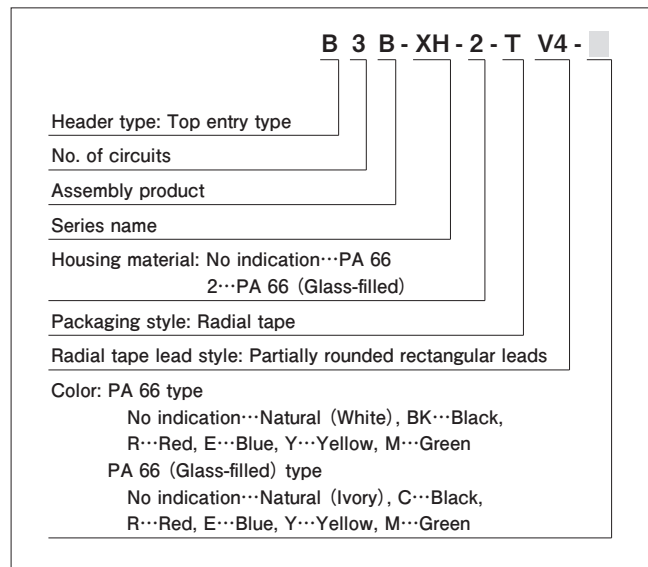 B 3 B - XH - 2 - T V4 -
Header type: Top entry type
No. of circuits
Assembly product
Series name
Housing material: No indication…PA 66
2…PA 66 (Glass-filled)
Packaging style: Radial tape
Radial tape lead style: Partially rounded rectangular leads
Color: PA 66 type
No indication…Natural (White), BK…Black,
R…Red, E…Blue, Y…Yellow, M…Green
PA 66 (Glass-filled) type
No indication…Natural (Ivory), C…Black,
R…Red, E…Blue, Y…Yellow, M…Green